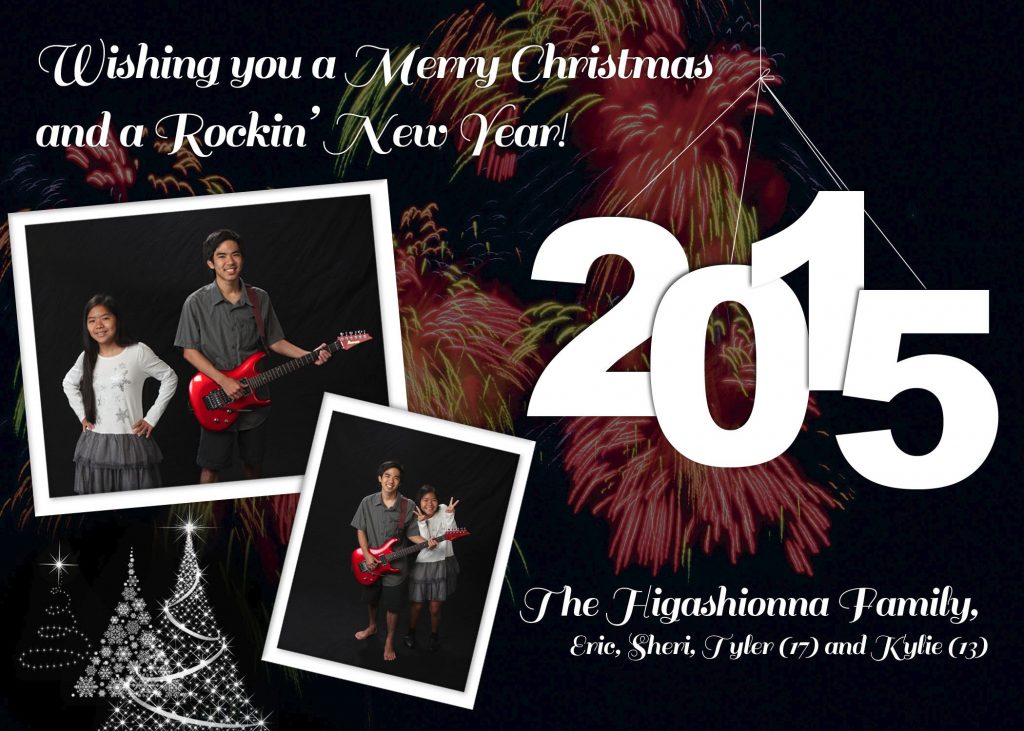 Wishing you a Merry Christmas
and a Rockin' New Year!
2015
The Higashionna Family,
Eric, Sheri, Tyler (17) and Kylie (13)